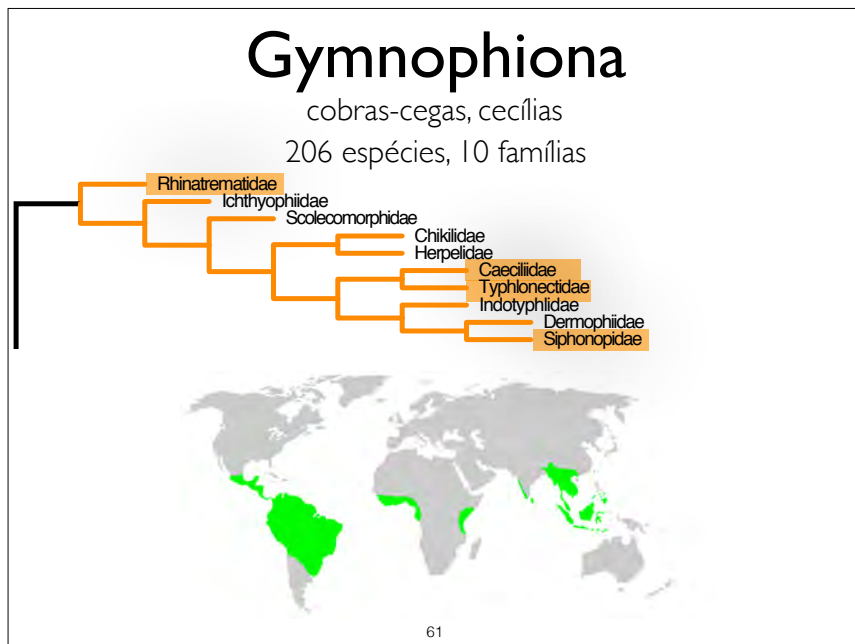 Gymnophiona
cobras-cegas, cecílias
206 espécies, 10 famílias
Rhinatrematidae
Ichthyophiidae
Scolecomorphidae
Chikilidae
Herpelidae
Caeciliidae
Typhlonectidae
Indotyphlidae
Dermophiidae
Siphonopidae
61